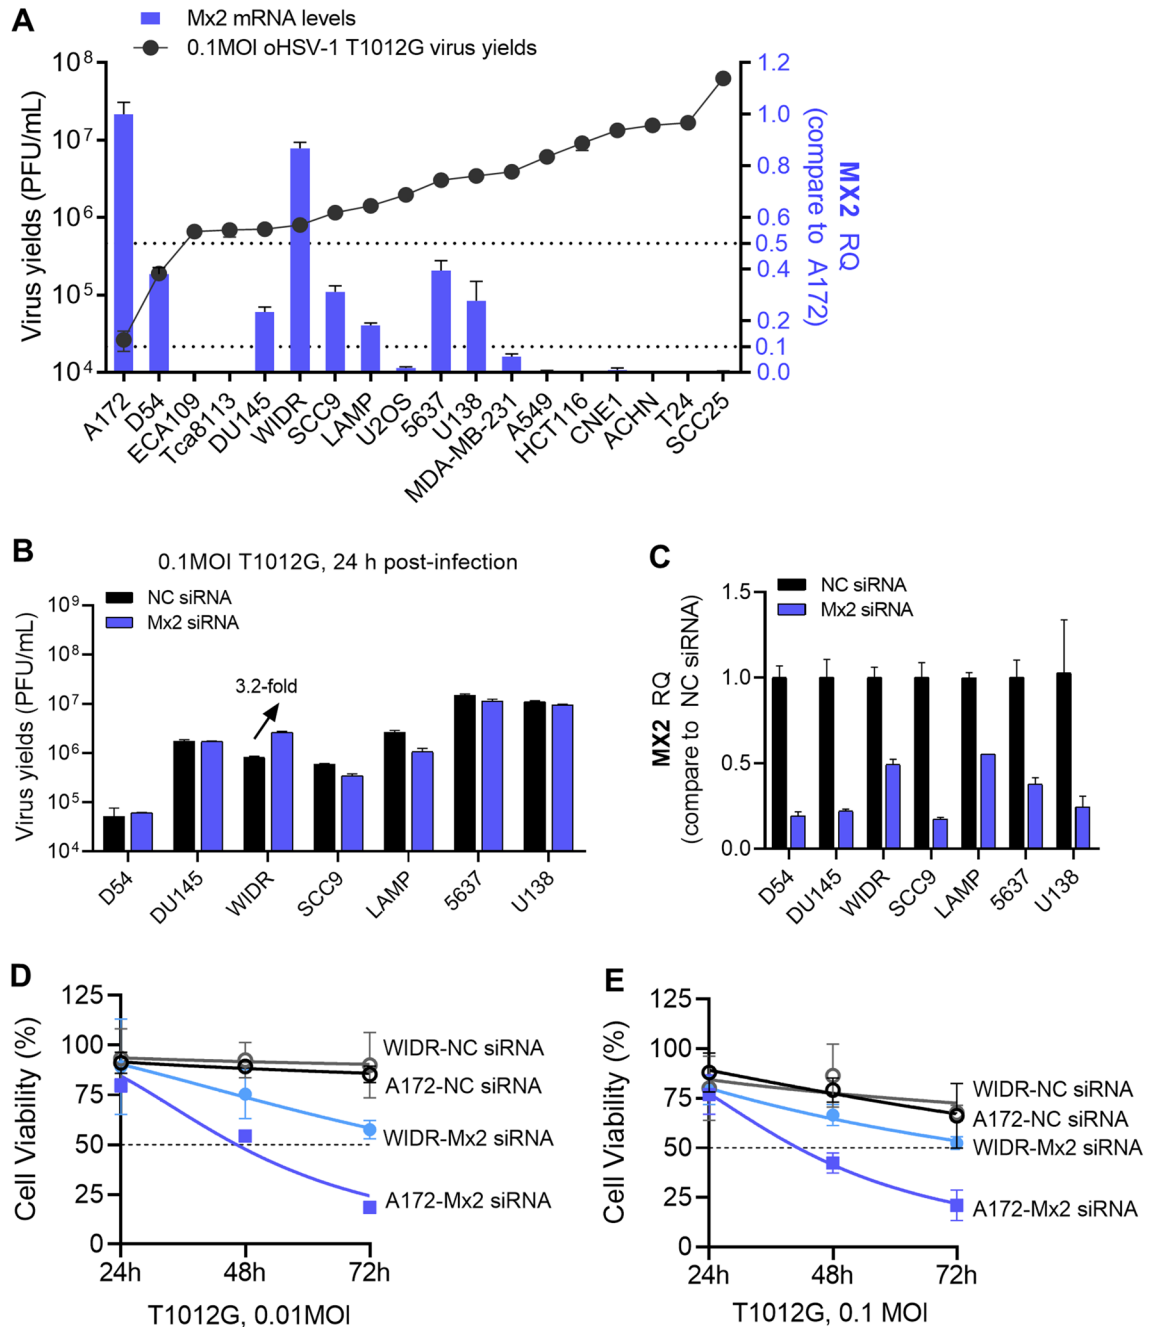 A
Mx2 mRNA levels
0.1MOI oHSV-1 T1012G virus yields
Virus yields (PFU/mL)
10⁸
10⁷
10⁶
10⁵
10⁴
1.2
1.0
0.8
0.6
0.5
0.4
0.2
0.1
0.0
MX2 RQ
(compare to A172)
A172
D54
ECA109
Tca8113
DU145
WIDR
SCC9
LAMP
U2OS
5637
U138
MDA-MB-231
A549
HCT116
CNE1
ACHN
T24
SCC25
B
0.1MOI T1012G, 24 h post-infection
NC siRNA
Mx2 siRNA
Virus yields (PFU/mL)
10⁹
10⁸
10⁷
10⁶
10⁵
10⁴
3.2-fold
D54
DU145
WIDR
SCC9
LAMP
5637
U138
C
NC siRNA
Mx2 siRNA
MX2 RQ
(compare to NC siRNA)
1.5
1.0
0.5
0.0
D54
DU145
WIDR
SCC9
LAMP
5637
U138
D
Cell Viability (%)
125
100
75
50
25
0
WIDR-NC siRNA
A172-NC siRNA
WIDR-Mx2 siRNA
A172-Mx2 siRNA
24h
48h
72h
T1012G, 0.01MOI
E
Cell Viability (%)
125
100
75
50
25
0
WIDR-NC siRNA
A172-NC siRNA
WIDR-Mx2 siRNA
A172-Mx2 siRNA
24h
48h
72h
T1012G, 0.1 MOI